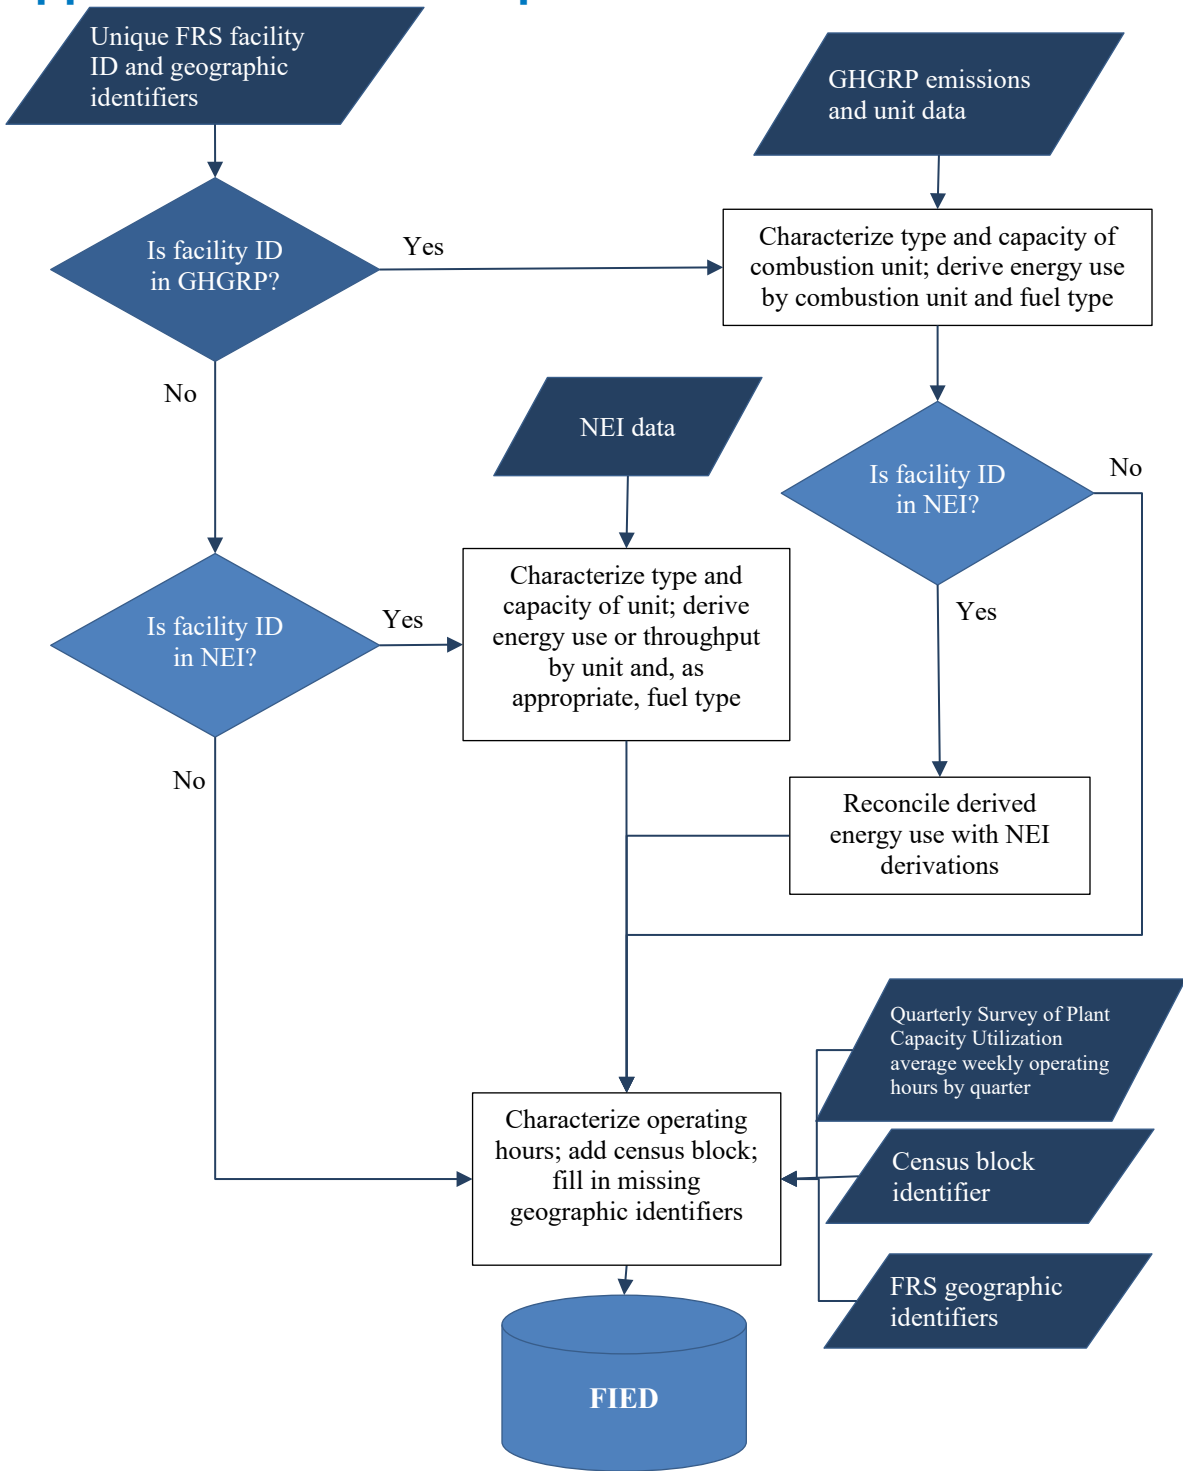 Unique FRS facility
ID and geographic
identifiers
GHGRP emissions
and unit data
Is facility ID
in GHGRP?
Yes
Characterize type and capacity of
combustion unit; derive energy use
by combustion unit and fuel type
No
NEI data
Is facility ID
in NEI?
No
Characterize type and
capacity of unit; derive
energy use or throughput
by unit and, as
appropriate, fuel type
Is facility ID
in NEI?
Yes
Yes
No
Reconcile derived
energy use with NEI
derivations
Quarterly Survey of Plant
Capacity Utilization
average weekly operating
hours by quarter
Characterize operating
hours; add census block;
fill in missing
geographic identifiers
Census block
identifier
FRS geographic
identifiers
FIED